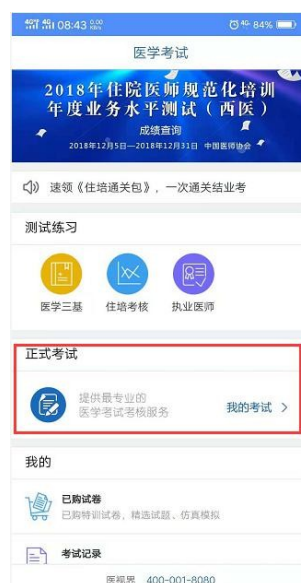 08:43
84%
医学考试
2018年住院医师规范化培训
年度业务水平测试(西医)
成绩查询
2018年12月5日—2018年12月31日 中国医师协会
速领《住培通关包》,一次通关结业考
测试练习
医学三基 住培考核 执业医师
正式考试
提供最专业的
医学考试考核服务
我的考试 >
我的
已购试卷
已购特训试卷,精选试题、仿真模拟
考试记录
医视界 400-001-8080